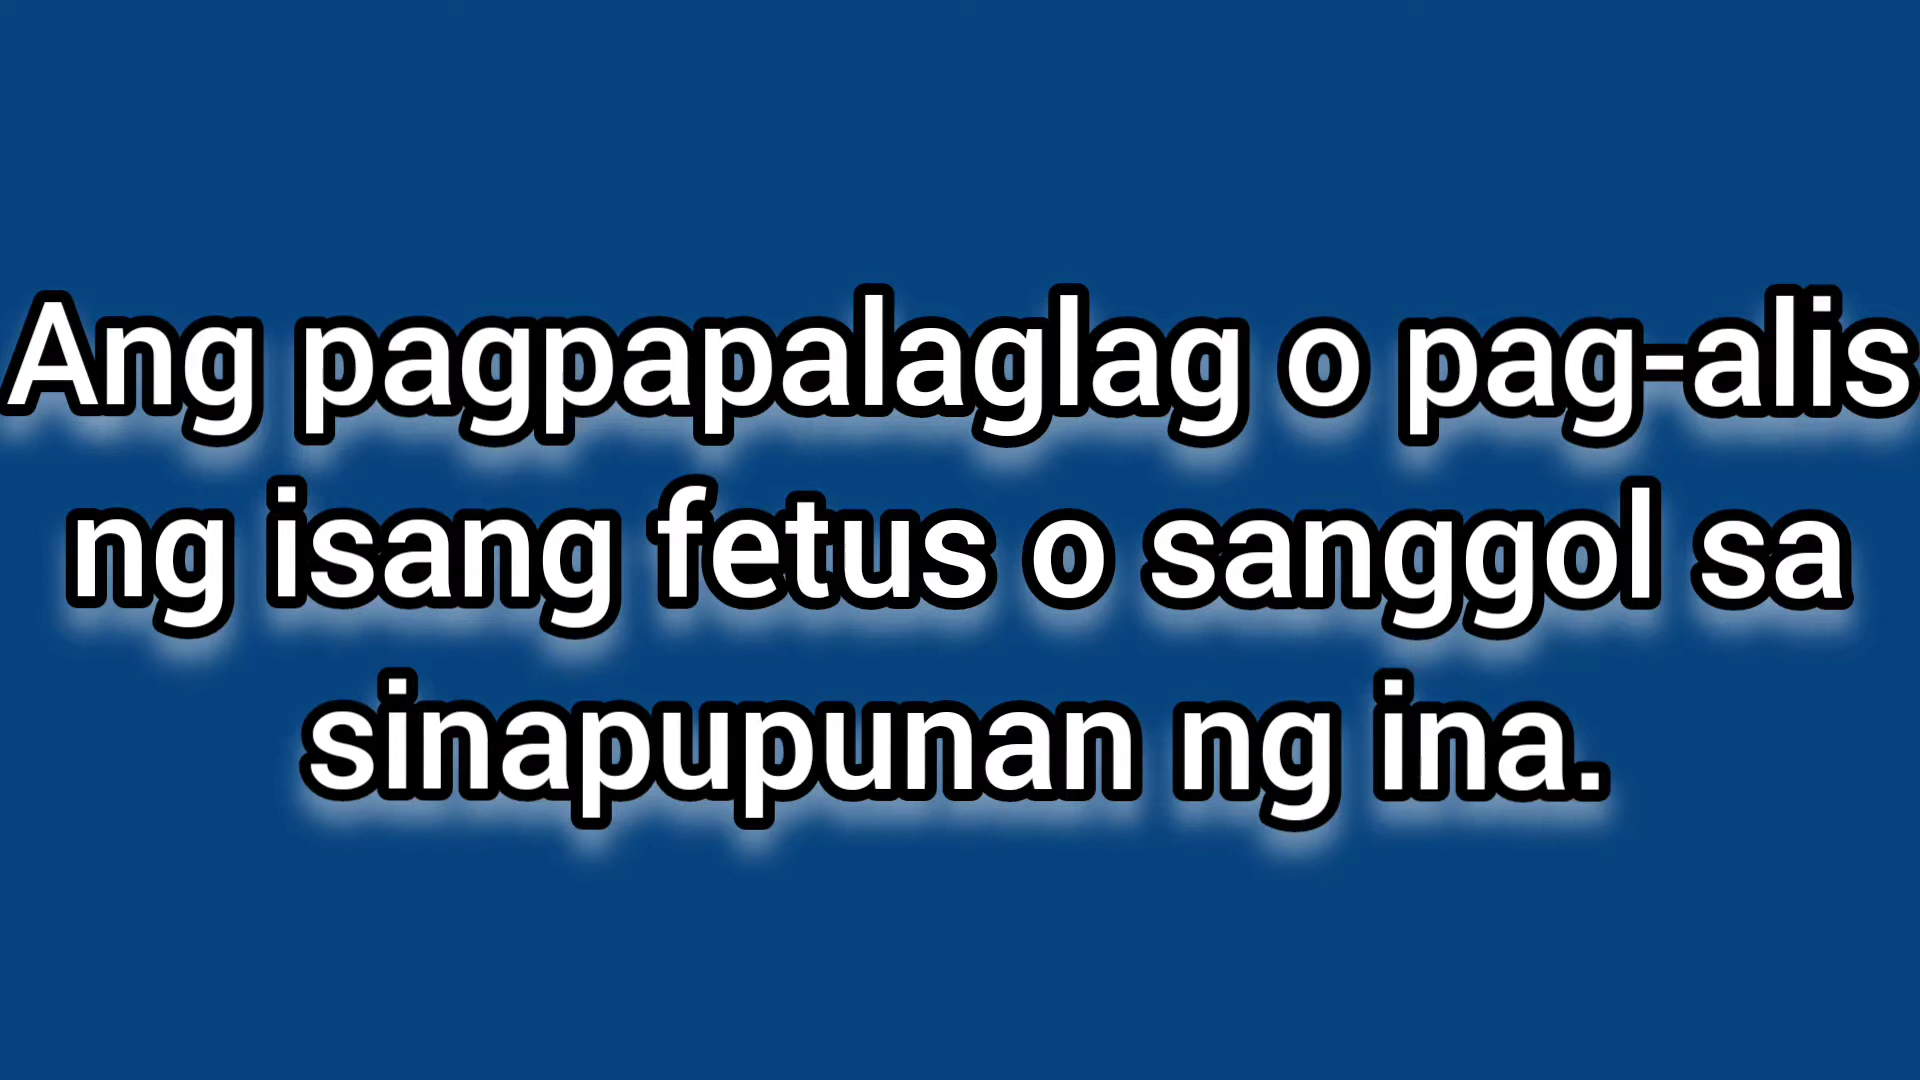 Ang pagpapalaglag o pag-alis
ng isang fetus o sanggol sa
sinapupunan ng ina.